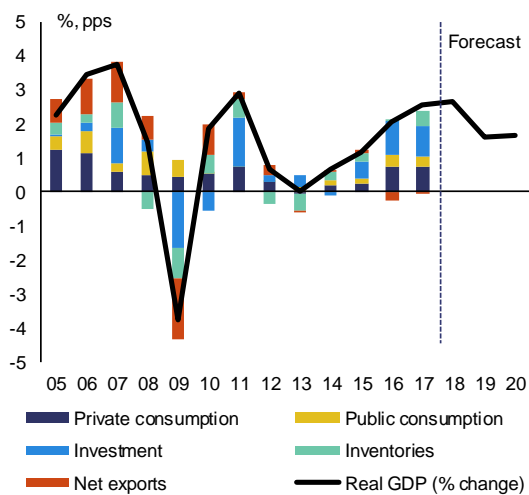 %, pps
Forecast
5
4
3
2
1
0
-1
-2
-3
-4
-5
05 06 07 08 09 10 11 12 13 14 15 16 17 18 19 20
Private consumption Public consumption
Investment Inventories
Net exports Real GDP (% change)